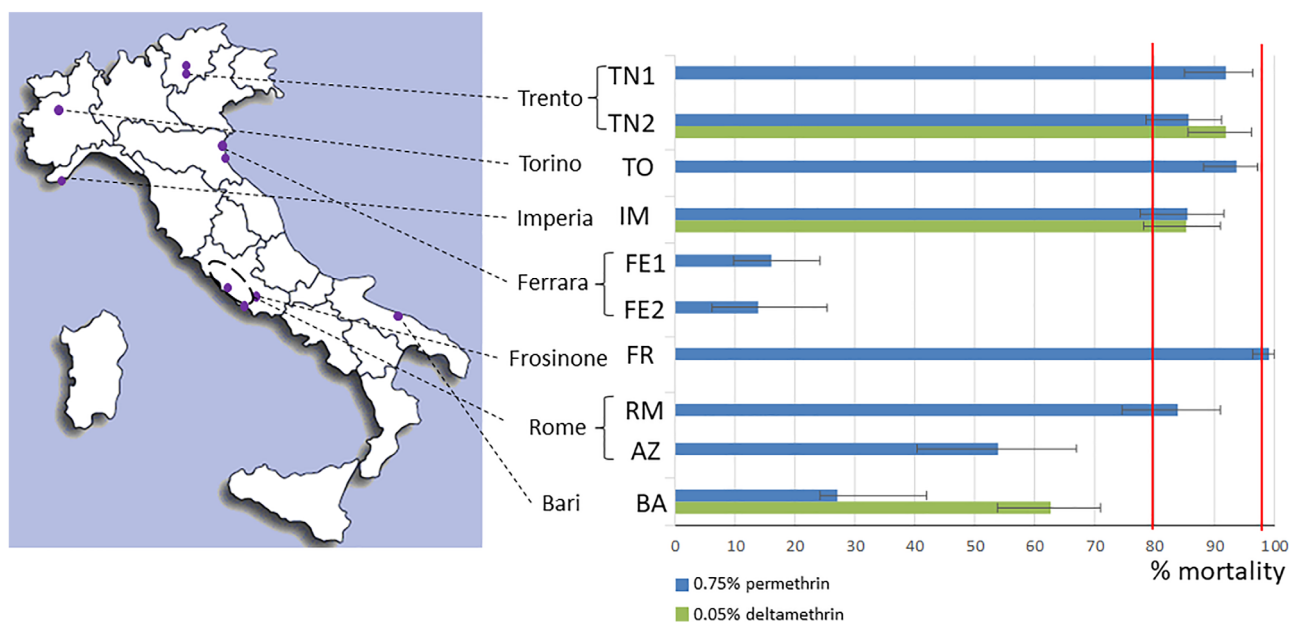 Trento
TN1
TN2
Torino
TO
Imperia
IM
Ferrara
FE1
FE2
Frosinone
FR
Rome
RM
AZ
Bari
BA
0 10 20 30 40 50 60 70 80 90 100
% mortality
0.75% permethrin
0.05% deltamethrin